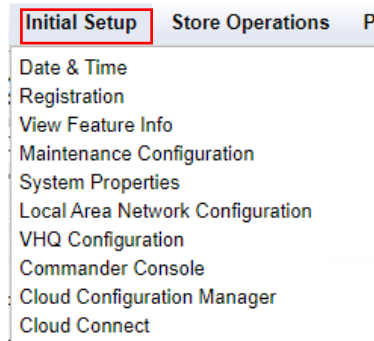 Initial Setup Store Operations P
Date & Time
Registration
View Feature Info
Maintenance Configuration
System Properties
Local Area Network Configuration
VHQ Configuration
Commander Console
Cloud Configuration Manager
Cloud Connect